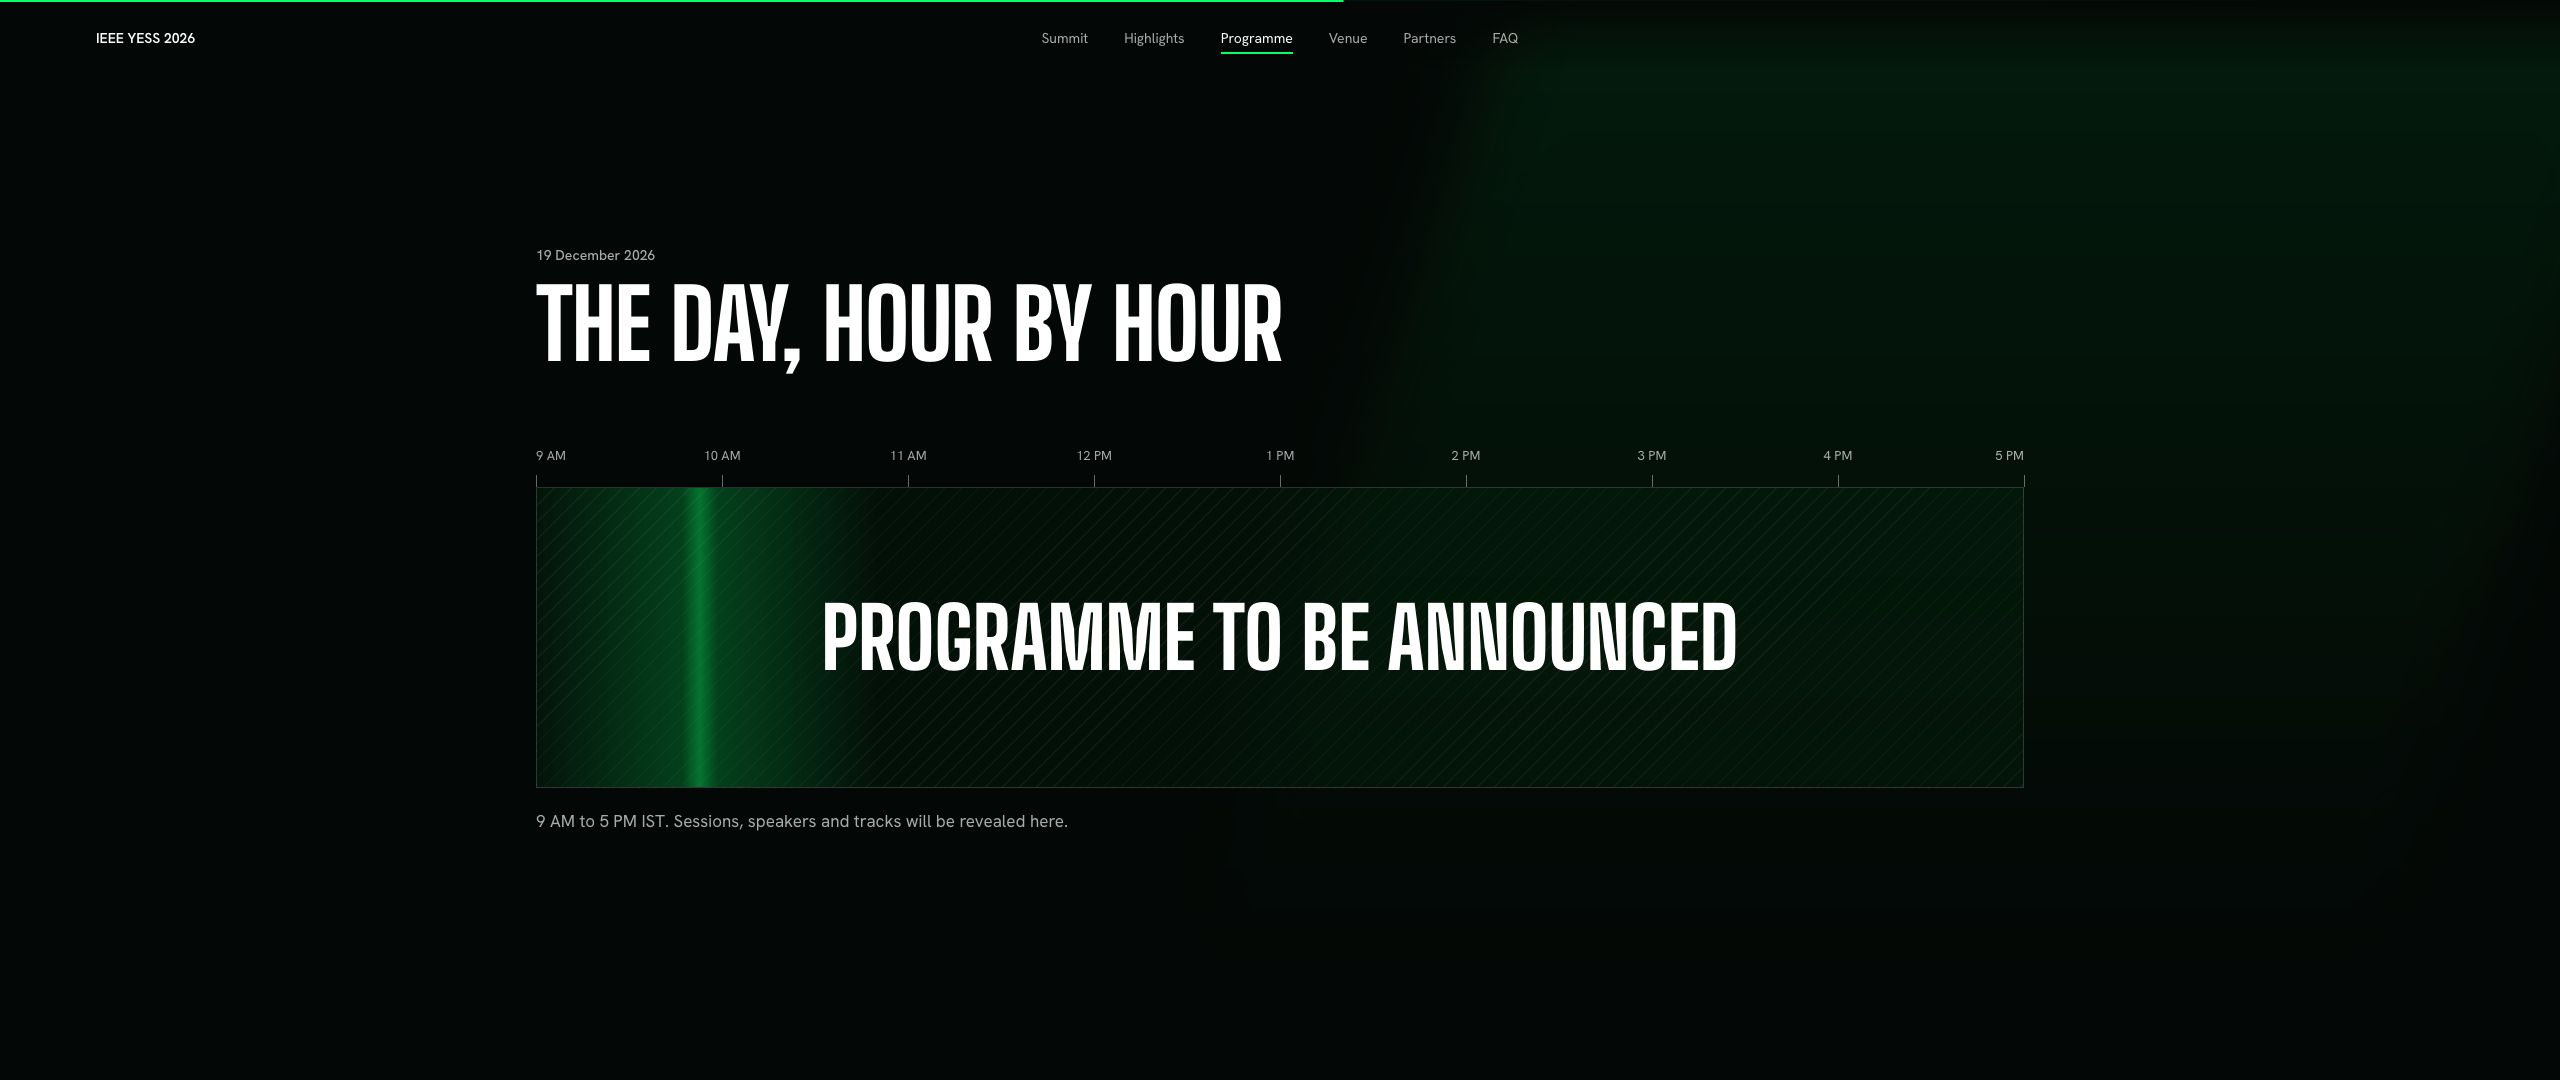 IEEE YESS 2026
Summit Highlights Programme Venue Partners FAQ
19 December 2026
THE DAY, HOUR BY HOUR
9 AM 10 AM 11 AM 12 PM 1 PM 2 PM 3 PM 4 PM 5 PM
PROGRAMME TO BE ANNOUNCED
9 AM to 5 PM IST. Sessions, speakers and tracks will be revealed here.